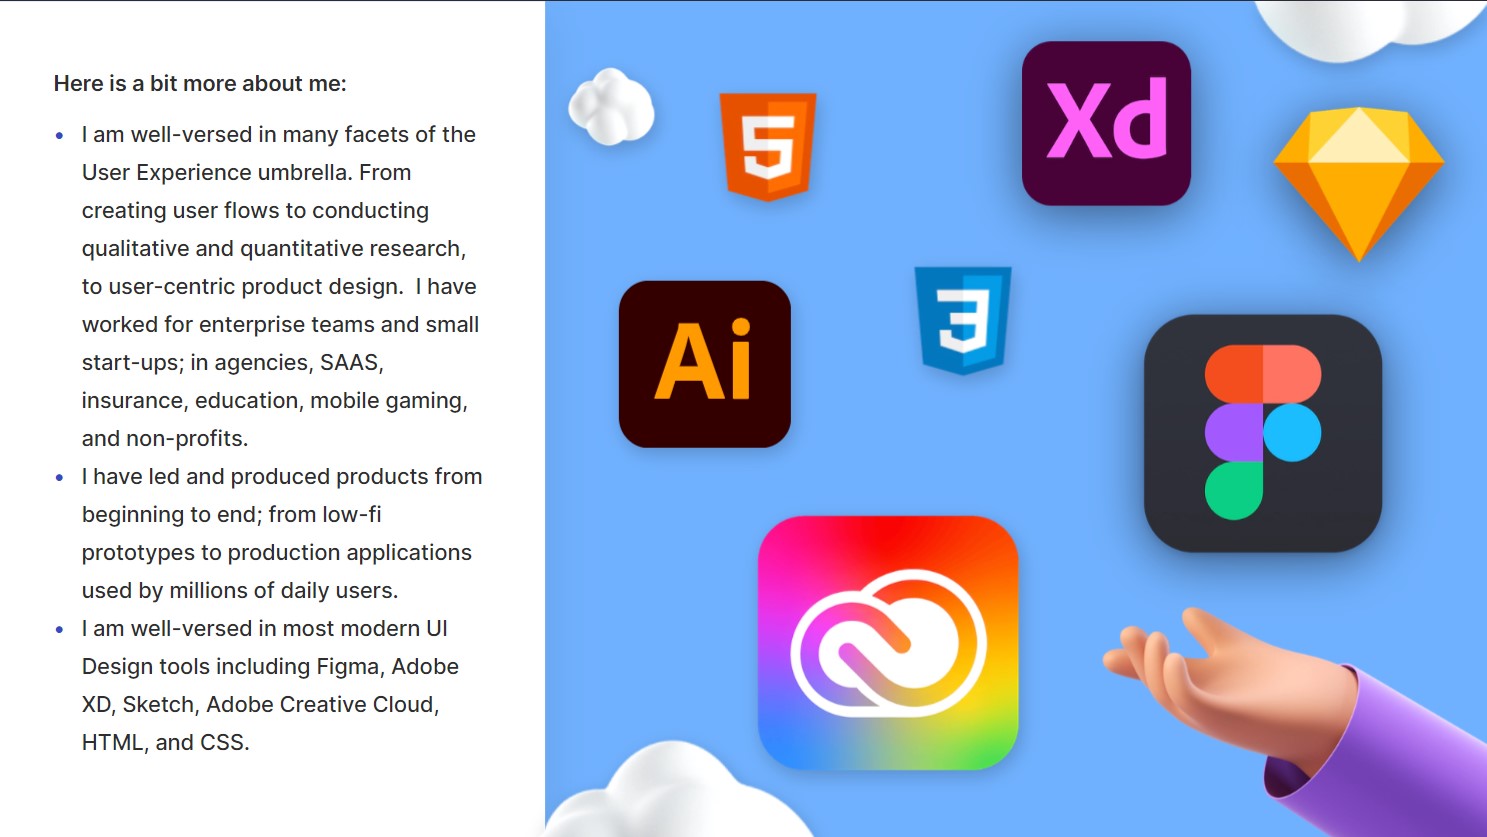 Here is a bit more about me:
I am well-versed in many facets of the
User Experience umbrella. From
creating user flows to conducting
qualitative and quantitative research,
to user-centric product design.  I have
worked for enterprise teams and small
start-ups; in agencies, SAAS,
insurance, education, mobile gaming,
and non-profits.
I have led and produced products from
beginning to end; from low-fi
prototypes to production applications
used by millions of daily users.
I am well-versed in most modern UI
Design tools including Figma, Adobe
XD, Sketch, Adobe Creative Cloud,
HTML, and CSS.
5
Xd
Ai
3